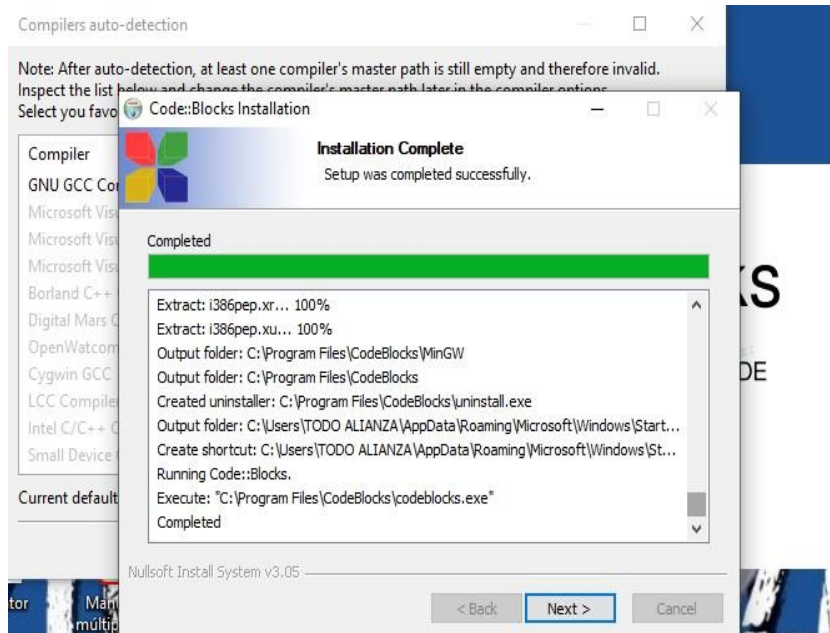 Compilers auto-detection
Note: After auto-detection, at least one compiler's master path is still empty and therefore invalid.
Inspect the list below and change the compiler's master path later in the compiler options.
Select you favo
Code::Blocks Installation
Installation Complete
Setup was completed successfully.
Compiler
GNU GCC Co
Microsoft Vis
Microsoft Vis
Microsoft Vis
Borland C++
Digital Mars C
OpenWatcom
Cygwin GCC
LCC Compile
Intel C/C++ C
Small Device
Current default
Completed
Extract: i386pep.xr... 100%
Extract: i386pep.xu... 100%
Output folder: C:\Program Files\CodeBlocks\MinGW
Output folder: C:\Program Files\CodeBlocks
Created uninstaller: C:\Program Files\CodeBlocks\uninstall.exe
Output folder: C:\Users\TODO ALIANZA\AppData\Roaming\Microsoft\Windows\Start...
Create shortcut: C:\Users\TODO ALIANZA\AppData\Roaming\Microsoft\Windows\St...
Running Code::Blocks.
Execute: "C:\Program Files\CodeBlocks\codeblocks.exe"
Completed
Nullsoft Install System v3.05
< Back
Next >
Cancel
KS
DE
tor
Man
múltip